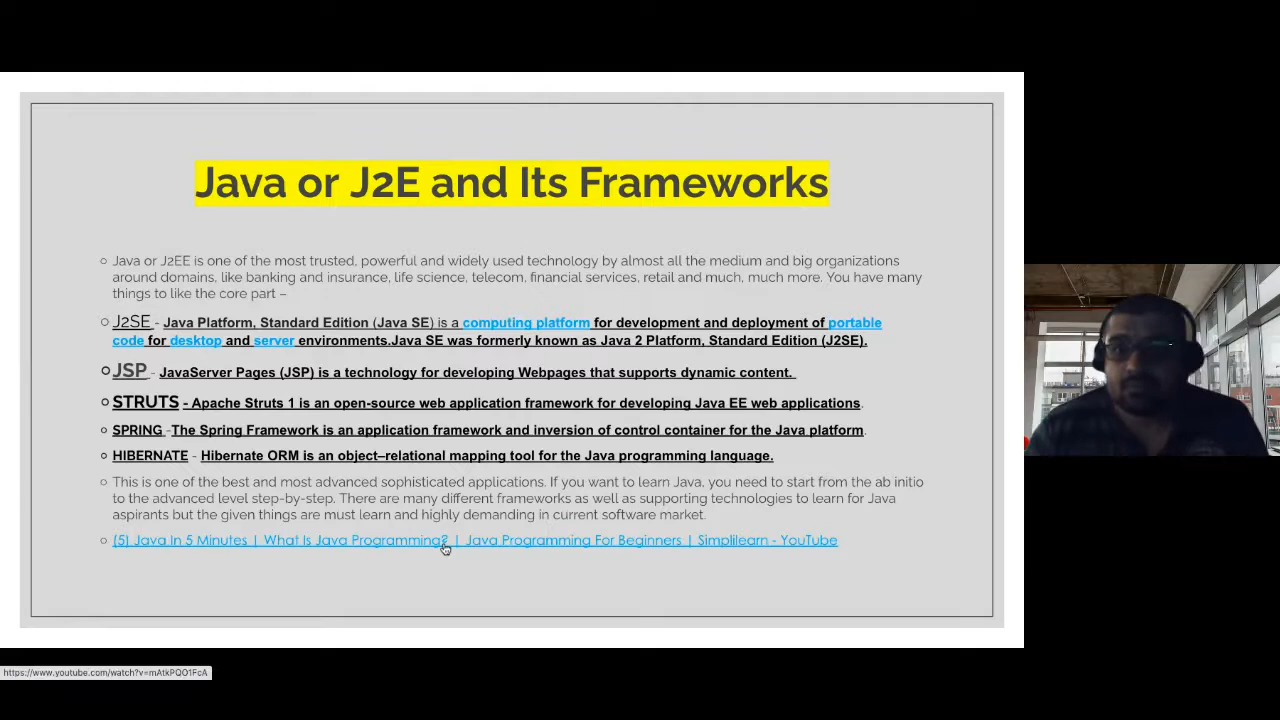 Java or J2E and Its Frameworks
Java or J2EE is one of the most trusted, powerful and widely used technology by almost all the medium and big organizations
around domains, like banking and insurance, life science, telecom, financial services, retail and much, much more. You have many
things to like the core part –
J2SE - Java Platform, Standard Edition (Java SE) is a computing platform for development and deployment of portable
code for desktop and server environments.Java SE was formerly known as Java 2 Platform, Standard Edition (J2SE).
JSP - JavaServer Pages (JSP) is a technology for developing Webpages that supports dynamic content.
STRUTS - Apache Struts 1 is an open-source web application framework for developing Java EE web applications.
SPRING -The Spring Framework is an application framework and inversion of control container for the Java platform.
HIBERNATE - Hibernate ORM is an object–relational mapping tool for the Java programming language.
This is one of the best and most advanced sophisticated applications. If you want to learn Java, you need to start from the ab initio
to the advanced level step-by-step. There are many different frameworks as well as supporting technologies to learn for Java
aspirants but the given things are must learn and highly demanding in current software market.
(5) Java In 5 Minutes | What Is Java Programming? | Java Programming For Beginners | Simplilearn - YouTube
https://www.youtube.com/watch?v=mAtkPQO1FcA